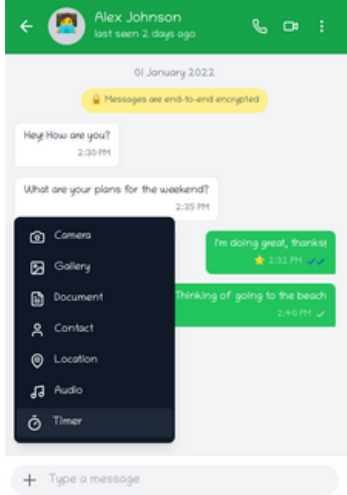 Alex Johnson
last seen 2 days ago
01 January 2022
Messages are end-to-end encrypted
Hey! How are you?
2:30 PM
What are your plans for the weekend?
2:35 PM
I'm doing great, thanks!
2:32 PM
Thinking of going to the beach
2:40 PM
Camera
Gallery
Document
Contact
Location
Audio
Timer
Type a message